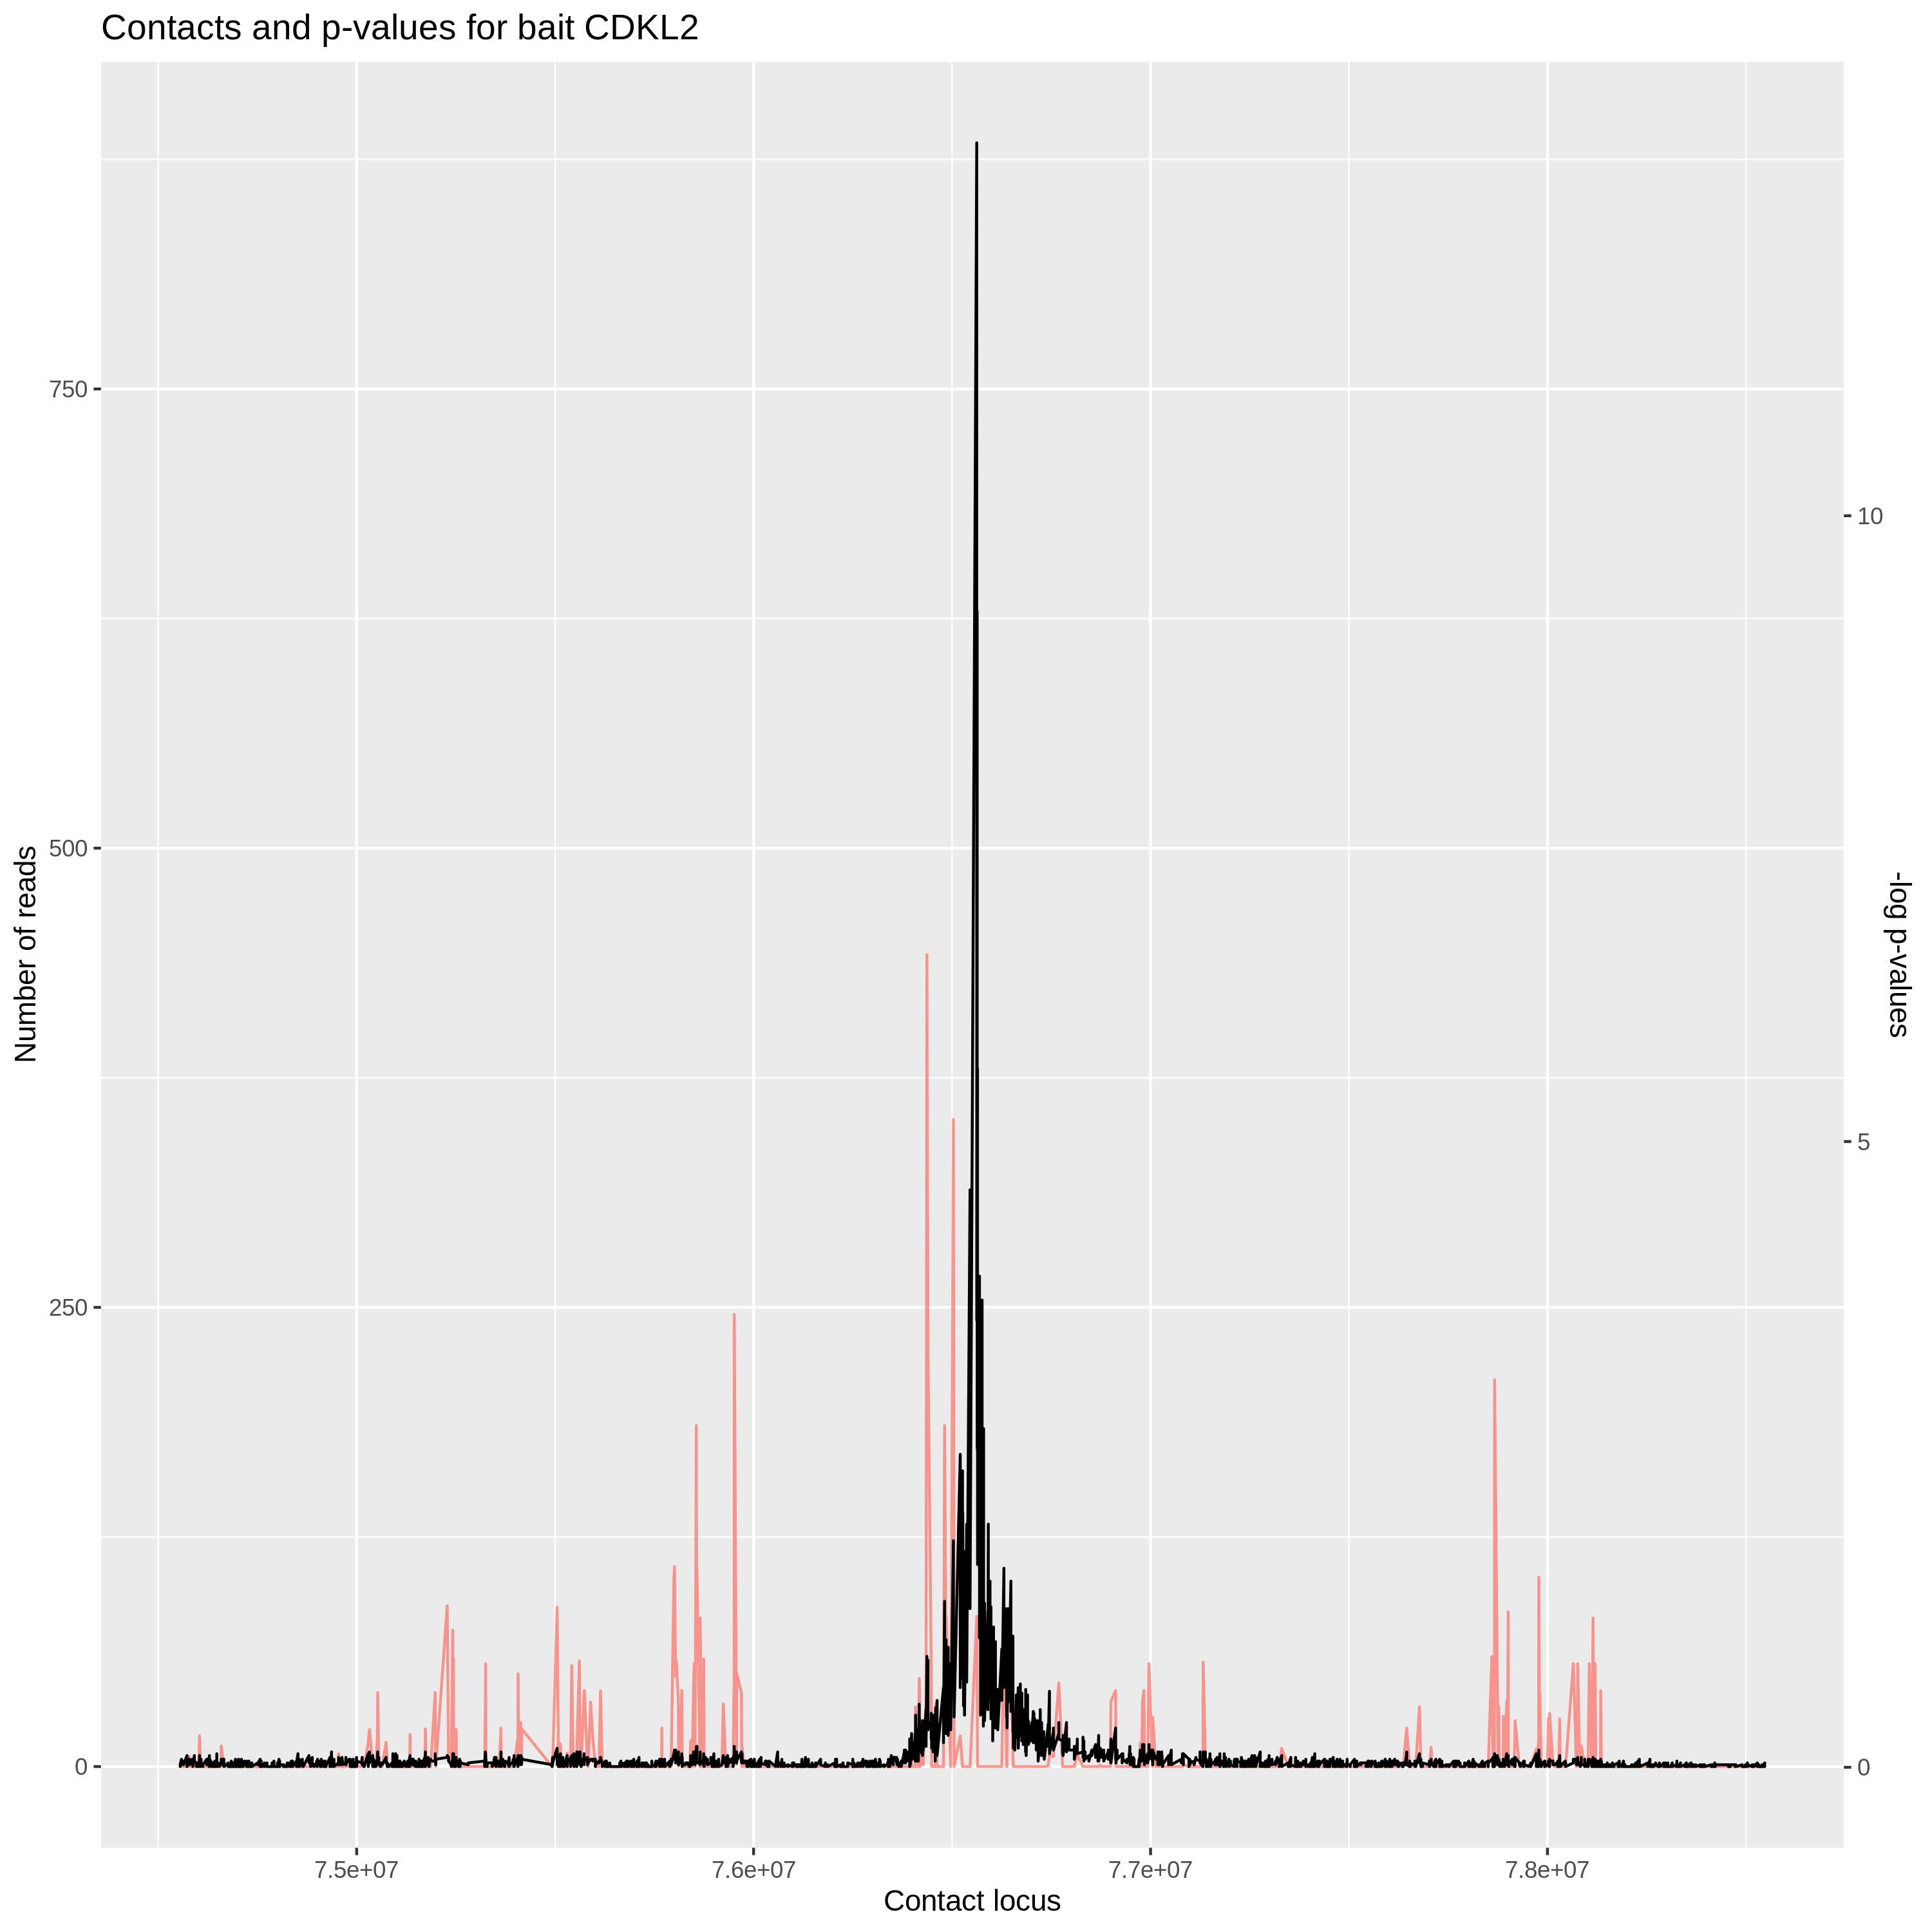 Contacts and p-values for bait CDKL2
750
500
250
0
Number of reads
10
5
0
-log p-values
7.5e+07
7.6e+07
7.7e+07
7.8e+07
Contact locus